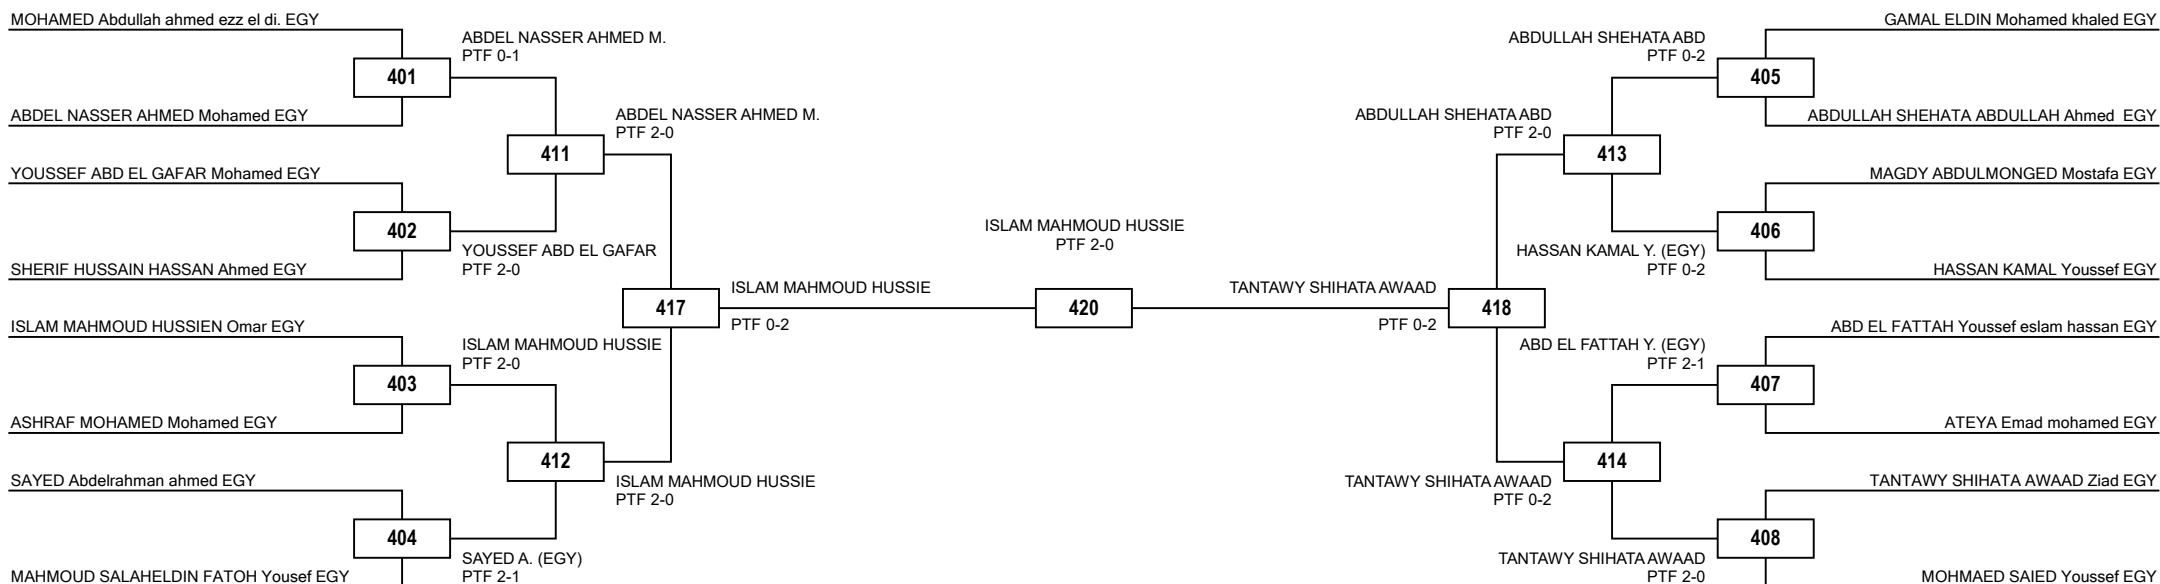 MOHAMED Abdullah ahmed ezz el di. EGY
ABDEL NASSER AHMED M.
PTF 0-1
401
ABDEL NASSER AHMED Mohamed EGY
ABDEL NASSER AHMED M.
PTF 2-0
411
YOUSSEF ABD EL GAFAR Mohamed EGY
402
YOUSSEF ABD EL GAFAR
PTF 2-0
SHERIF HUSSAIN HASSAN Ahmed EGY
417
ISLAM MAHMOUD HUSSIE
PTF 0-2
ISLAM MAHMOUD HUSSIEN Omar EGY
ISLAM MAHMOUD HUSSIE
PTF 2-0
403
ASHRAF MOHAMED Mohamed EGY
412
ISLAM MAHMOUD HUSSIE
PTF 2-0
SAYED Abdelrahman ahmed EGY
404
SAYED A. (EGY)
PTF 2-1
MAHMOUD SALAHELDIN FATOH Yousef EGY
ISLAM MAHMOUD HUSSIE
PTF 2-0
420
GAMAL ELDIN Mohamed khaled EGY
ABDULLAH SHEHATA ABD
PTF 0-2
405
ABDULLAH SHEHATA ABDULLAH Ahmed EGY
ABDULLAH SHEHATA ABD
PTF 2-0
413
MAGDY ABDULMONGED Mostafa EGY
406
HASSAN KAMAL Y. (EGY)
PTF 0-2
HASSAN KAMAL Youssef EGY
TANTAWY SHIHATA AWAAD
PTF 0-2
418
ABD EL FATTAH Youssef eslam hassan EGY
ABD EL FATTAH Y. (EGY)
PTF 2-1
407
ATEYA Emad mohamed EGY
414
TANTAWY SHIHATA AWAAD
PTF 0-2
TANTAWY SHIHATA AWAAD Ziad EGY
408
TANTAWY SHIHATA AWAAD
PTF 2-0
MOHMAED SAIED Youssef EGY